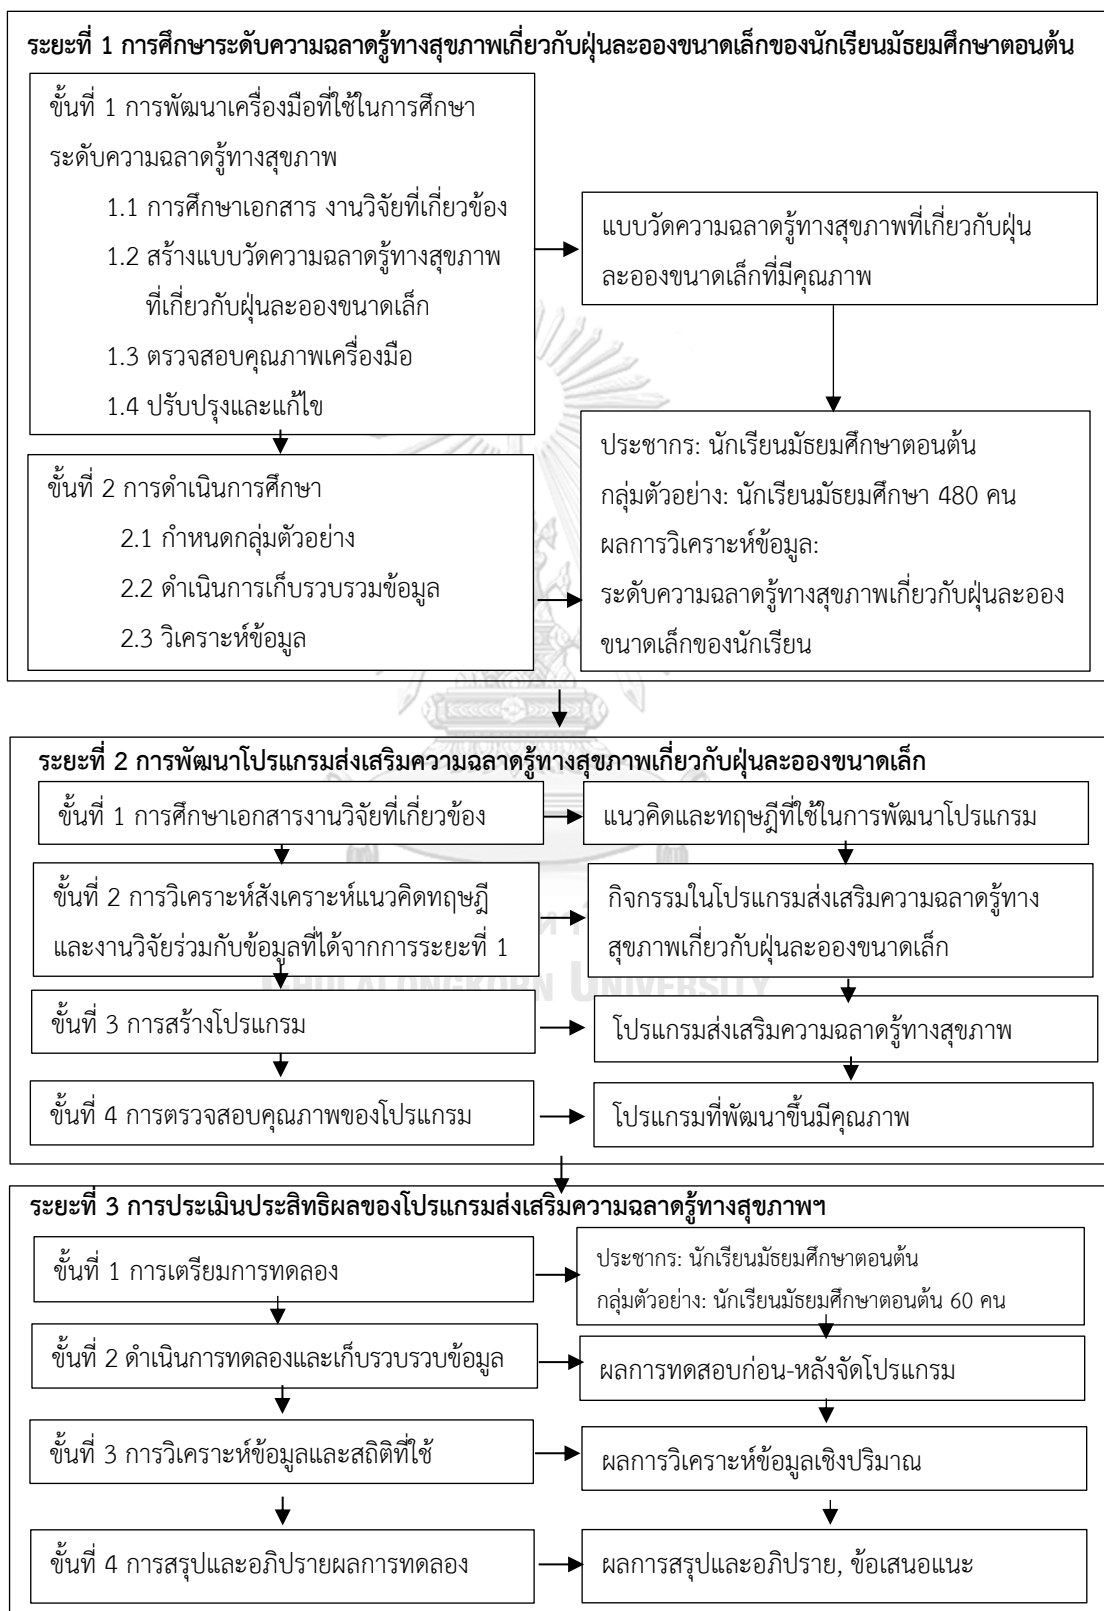 ระยะที่ 1 การศึกษาระดับความฉลาดรู้ทางสุขภาพเกี่ยวกับฝุ่นละอองขนาดเล็กของนักเรียนมัธยมศึกษาตอนต้น
ขั้นที่ 1 การพัฒนาเครื่องมือที่ใช้ในการศึกษา
ระดับความฉลาดรู้ทางสุขภาพ
1.1 การศึกษาเอกสาร งานวิจัยที่เกี่ยวข้อง
1.2 สร้างแบบวัดความฉลาดรู้ทางสุขภาพ
ที่เกี่ยวกับฝุ่นละอองขนาดเล็ก
1.3 ตรวจสอบคุณภาพเครื่องมือ
1.4 ปรับปรุงและแก้ไข
แบบวัดความฉลาดรู้ทางสุขภาพที่เกี่ยวกับฝุ่น
ละอองขนาดเล็กที่มีคุณภาพ
ขั้นที่ 2 การดำเนินการศึกษา
2.1 กำหนดกลุ่มตัวอย่าง
2.2 ดำเนินการเก็บรวบรวมข้อมูล
2.3 วิเคราะห์ข้อมูล
ประชากร: นักเรียนมัธยมศึกษาตอนต้น
กลุ่มตัวอย่าง: นักเรียนมัธยมศึกษา 480 คน
ผลการวิเคราะห์ข้อมูล:
ระดับความฉลาดรู้ทางสุขภาพเกี่ยวกับฝุ่นละออง
ขนาดเล็กของนักเรียน
ระยะที่ 2 การพัฒนาโปรแกรมส่งเสริมความฉลาดรู้ทางสุขภาพเกี่ยวกับฝุ่นละอองขนาดเล็ก
ขั้นที่ 1 การศึกษาเอกสารงานวิจัยที่เกี่ยวข้อง
แนวคิดและทฤษฎีที่ใช้ในการพัฒนาโปรแกรม
ขั้นที่ 2 การวิเคราะห์สังเคราะห์แนวคิดทฤษฎี
และงานวิจัยร่วมกับข้อมูลที่ได้จากการระยะที่ 1
กิจกรรมในโปรแกรมส่งเสริมความฉลาดรู้ทาง
สุขภาพเกี่ยวกับฝุ่นละอองขนาดเล็ก
CHULALONGKORN UNIVERSITY
ขั้นที่ 3 การสร้างโปรแกรม
โปรแกรมส่งเสริมความฉลาดรู้ทางสุขภาพ
ขั้นที่ 4 การตรวจสอบคุณภาพของโปรแกรม
โปรแกรมที่พัฒนาขึ้นมีคุณภาพ
ระยะที่ 3 การประเมินประสิทธิผลของโปรแกรมส่งเสริมความฉลาดรู้ทางสุขภาพฯ
ขั้นที่ 1 การเตรียมการทดลอง
ประชากร: นักเรียนมัธยมศึกษาตอนต้น
กลุ่มตัวอย่าง: นักเรียนมัธยมศึกษาตอนต้น 60 คน
ขั้นที่ 2 ดำเนินการทดลองและเก็บรวบรวบข้อมูล
ผลการทดสอบก่อน-หลังจัดโปรแกรม
ขั้นที่ 3 การวิเคราะห์ข้อมูลและสถิติที่ใช้
ผลการวิเคราะห์ข้อมูลเชิงปริมาณ
ขั้นที่ 4 การสรุปและอภิปรายผลการทดลอง
ผลการสรุปและอภิปราย, ข้อเสนอแนะ